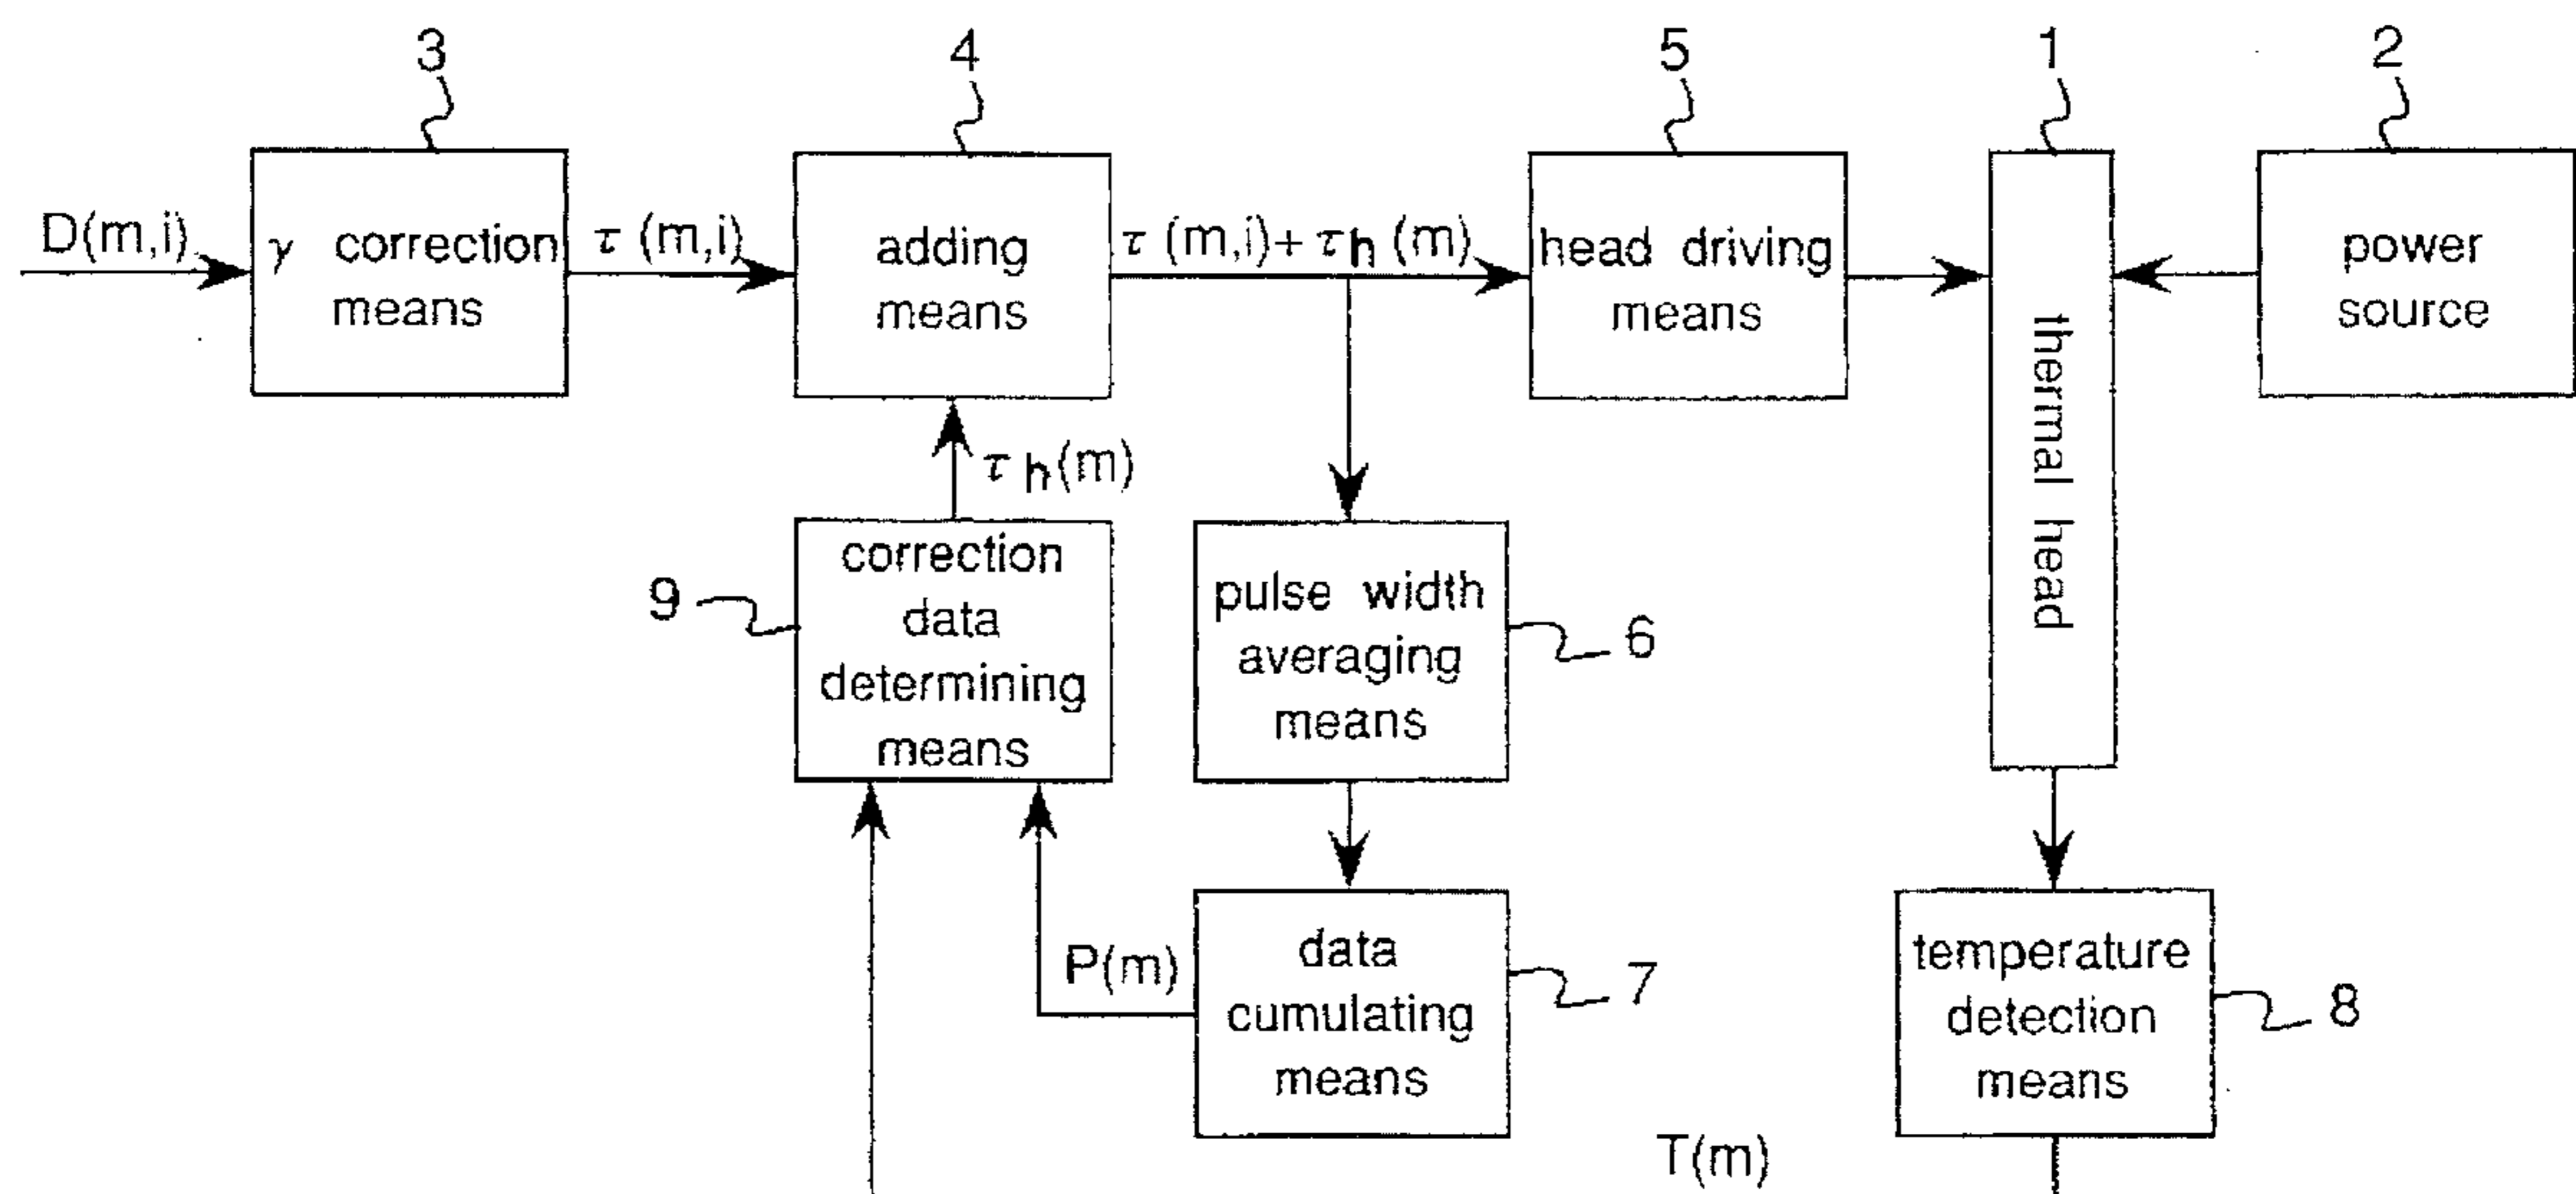 3
4
5
1
2
D(m,i)
γ correction
means
τ (m,i)
adding
means
τ (m,i)+ τh (m)
head driving
means
thermal head
power
source
τh(m)
9
correction
data
determining
means
pulse width
averaging
means
6
P(m)
data
cumulating
means
7
temperature
detection
means
8
T(m)